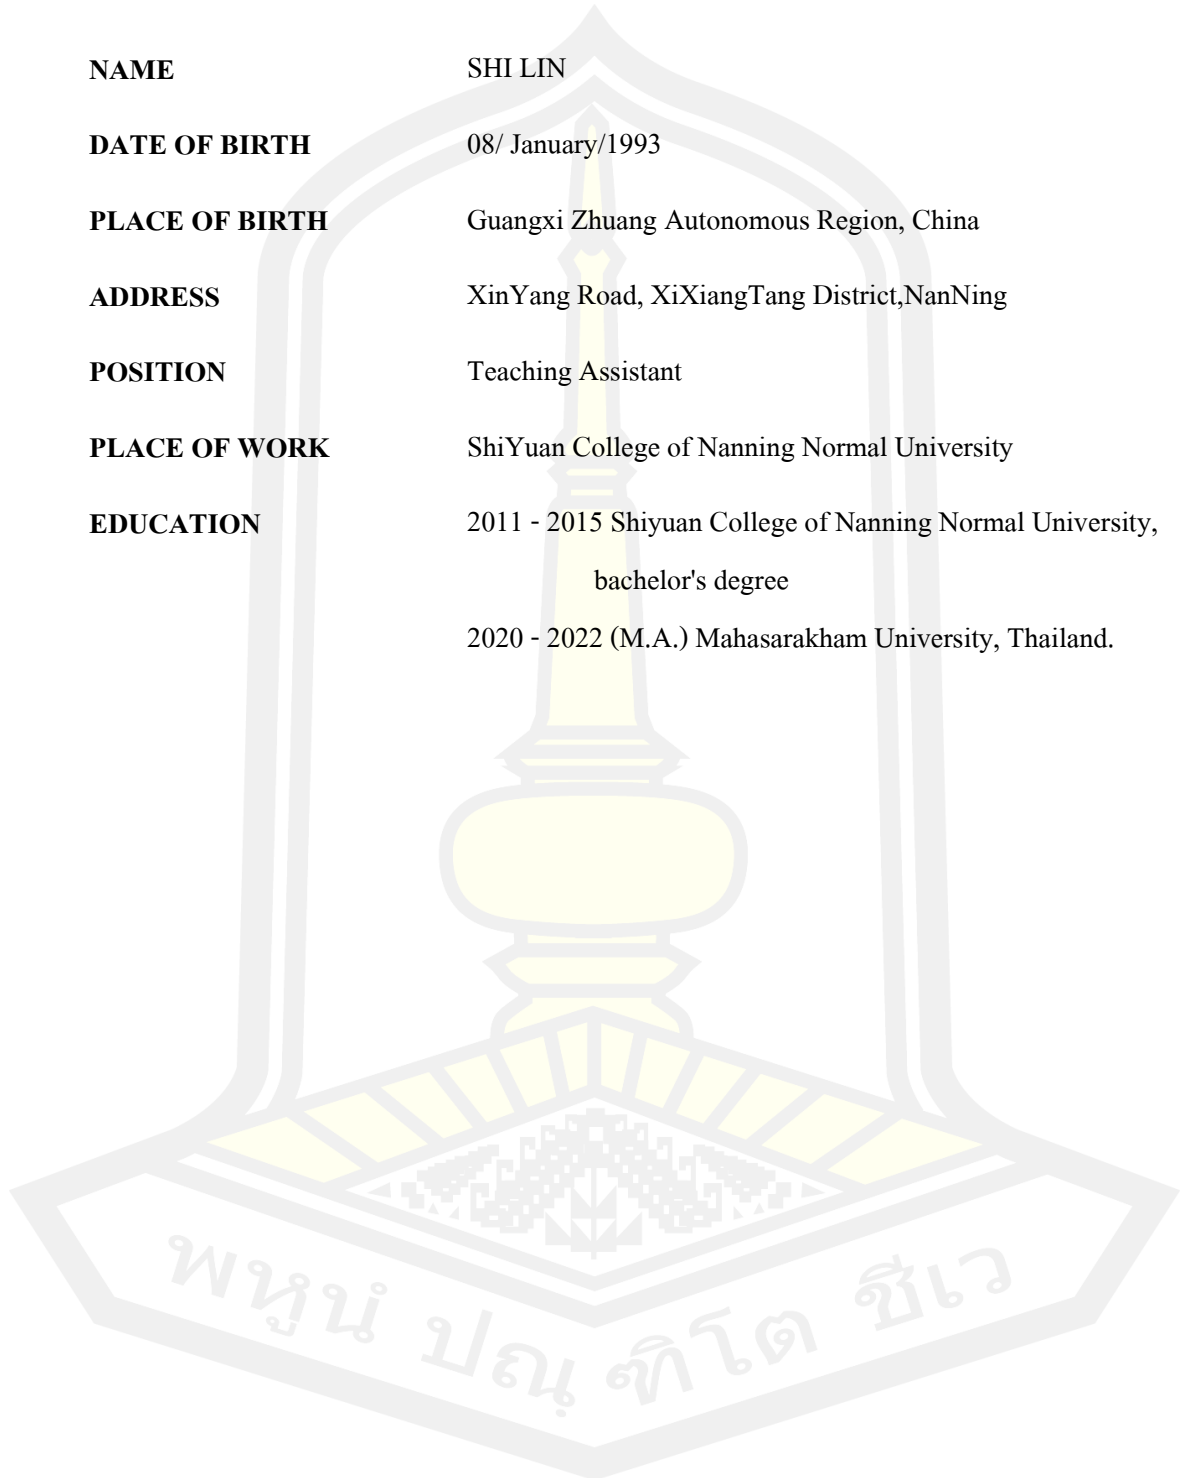 NAME SHI LIN
DATE OF BIRTH 08/ January/1993
PLACE OF BIRTH Guangxi Zhuang Autonomous Region, China
ADDRESS XinYang Road, XiXiangTang District,NanNing
POSITION Teaching Assistant
PLACE OF WORK ShiYuan College of Nanning Normal University
EDUCATION 2011 - 2015 Shiyuan College of Nanning Normal University,
bachelor's degree
2020 - 2022 (M.A.) Mahasarakham University, Thailand.
พหูนํ ปณฺฑิโต ชีเว